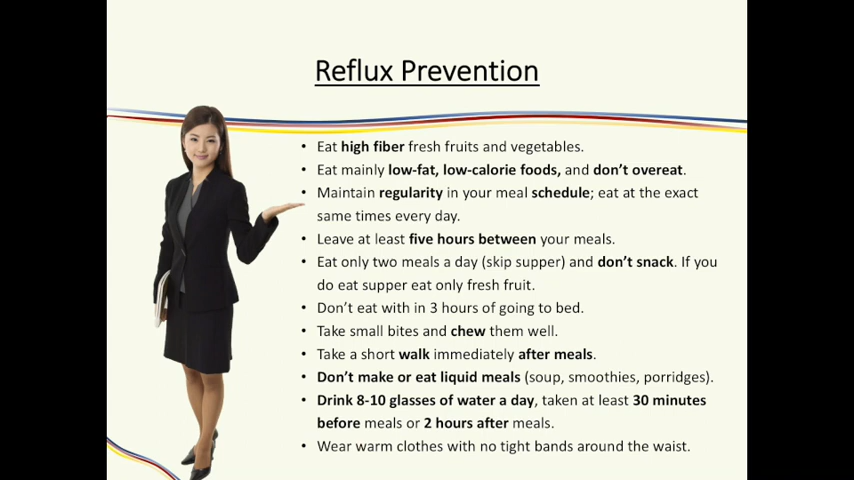 Reflux Prevention
• Eat high fiber fresh fruits and vegetables.
• Eat mainly low-fat, low-calorie foods, and don't overeat.
• Maintain regularity in your meal schedule; eat at the exact
same times every day.
• Leave at least five hours between your meals.
• Eat only two meals a day (skip supper) and don't snack. If you
do eat supper eat only fresh fruit.
• Don't eat with in 3 hours of going to bed.
• Take small bites and chew them well.
• Take a short walk immediately after meals.
• Don't make or eat liquid meals (soup, smoothies, porridges).
• Drink 8-10 glasses of water a day, taken at least 30 minutes
before meals or 2 hours after meals.
• Wear warm clothes with no tight bands around the waist.